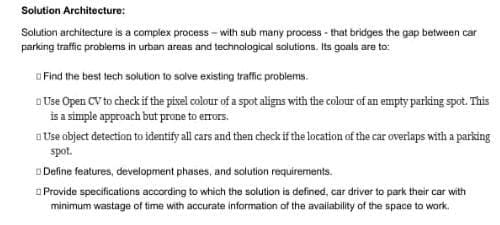 Solution Architecture:
Solution architecture is a complex process – with sub many process - that bridges the gap between car
parking traffic problems in urban areas and technological solutions. Its goals are to:
▯ Find the best tech solution to solve existing traffic problems.
▯ Use Open CV to check if the pixel colour of a spot aligns with the colour of an empty parking spot. This
is a simple approach but prone to errors.
▯ Use object detection to identify all cars and then check if the location of the car overlaps with a parking
spot.
▯ Define features, development phases, and solution requirements.
▯ Provide specifications according to which the solution is defined, car driver to park their car with
minimum wastage of time with accurate information of the availability of the space to work.